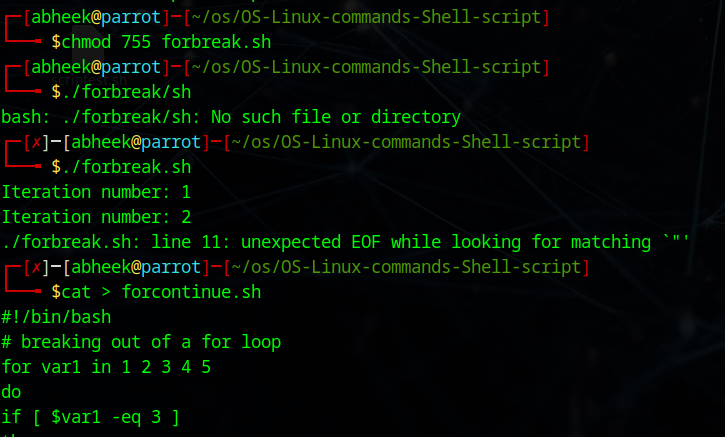 ┌─[abheek@parrot]─[~/os/OS-Linux-commands-Shell-script]
└──╼ $chmod 755 forbreak.sh
┌─[abheek@parrot]─[~/os/OS-Linux-commands-Shell-script]
└──╼ $./forbreak/sh
bash: ./forbreak/sh: No such file or directory
┌─[✗]─[abheek@parrot]─[~/os/OS-Linux-commands-Shell-script]
└──╼ $./forbreak.sh
Iteration number: 1
Iteration number: 2
./forbreak.sh: line 11: unexpected EOF while looking for matching `"'
┌─[✗]─[abheek@parrot]─[~/os/OS-Linux-commands-Shell-script]
└──╼ $cat > forcontinue.sh
#!/bin/bash
# breaking out of a for loop
for var1 in 1 2 3 4 5
do
if [ $var1 -eq 3 ]